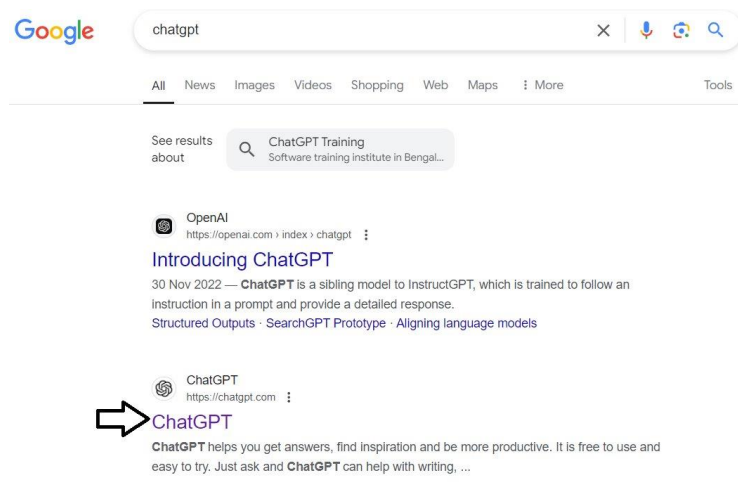 Google
chatgpt
All News Images Videos Shopping Web Maps More Tools
See results about
ChatGPT Training
Software training institute in Bengal...
OpenAI
https://openai.com › index › chatgpt
Introducing ChatGPT
30 Nov 2022 — ChatGPT is a sibling model to InstructGPT, which is trained to follow an
instruction in a prompt and provide a detailed response.
Structured Outputs · SearchGPT Prototype · Aligning language models
ChatGPT
https://chatgpt.com
ChatGPT
ChatGPT helps you get answers, find inspiration and be more productive. It is free to use and
easy to try. Just ask and ChatGPT can help with writing, ...